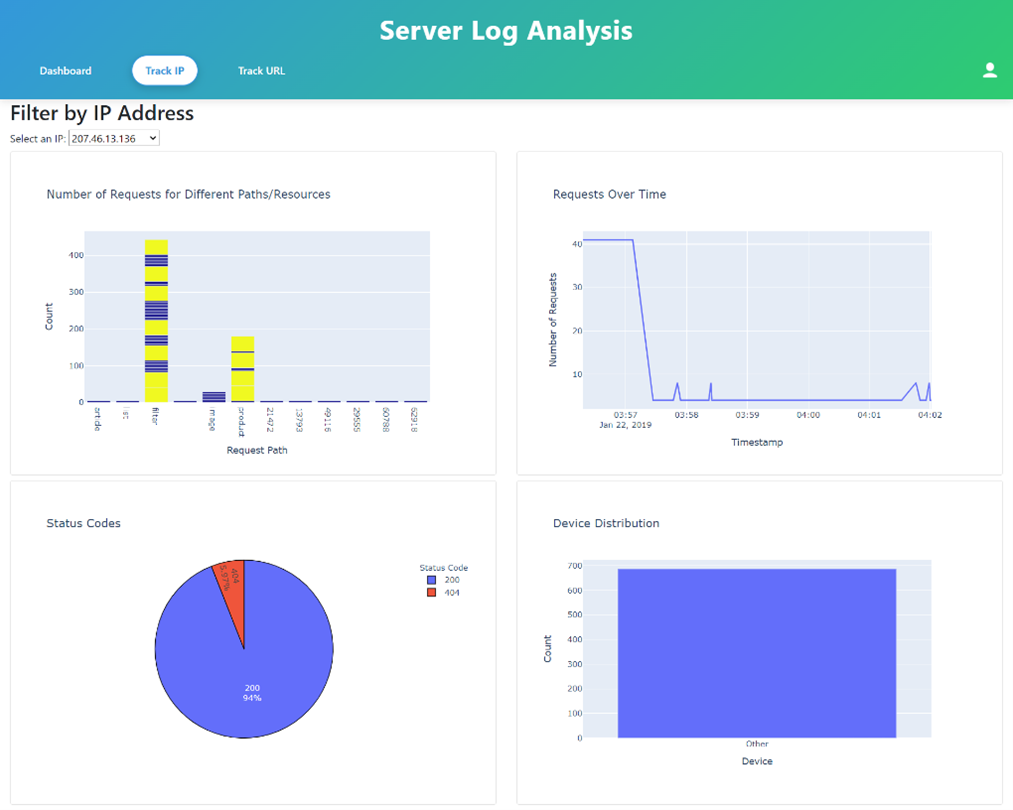 Server Log Analysis
Dashboard
Track IP
Track URL
Filter by IP Address
Select an IP: 207.46.13.136
Number of Requests for Different Paths/Resources
Count
400
300
200
100
0
article
filter
image
product
21472
13793
49116
29555
60788
62918
Request Path
Requests Over Time
Number of Requests
40
30
20
10
03:57
03:58
03:59
04:00
04:01
04:02
Jan 22, 2019
Timestamp
Status Codes
404
5.97%
200
94%
Status Code
200
404
Device Distribution
Count
700
600
500
400
300
200
100
0
Other
Device